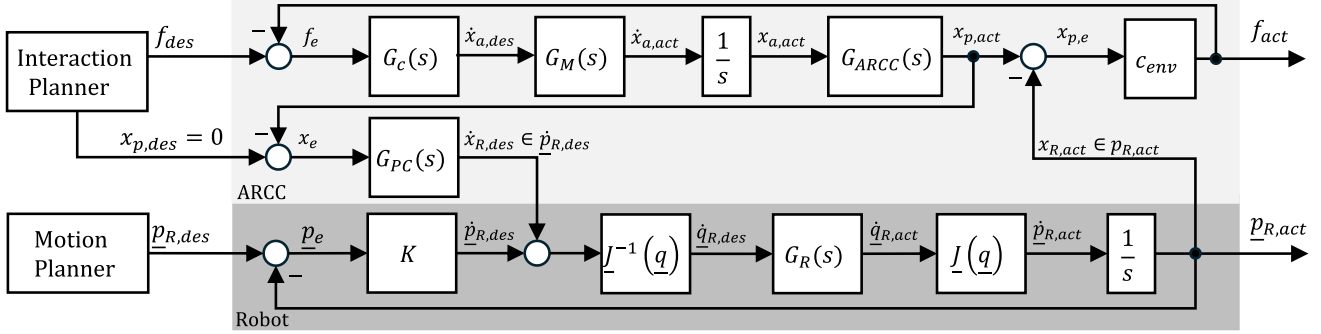 Interaction
Planner
f_des
−
f_e
G_c(s)
ẋ_a,des
G_M(s)
ẋ_a,act
1
s
x_a,act
G_ARCC(s)
x_p,act
−
x_p,e
c_env
f_act
x_p,des = 0
−
x_e
G_PC(s)
ẋ_R,des ∈ ṗ_R,des
x_R,act ∈ p_R,act
ARCC
Motion
Planner
p_R,des
−
p_e
K
ṗ_R,des
J⁻¹(q)
q̇_R,des
G_R(s)
q̇_R,act
J(q)
ṗ_R,act
1
s
p_R,act
Robot